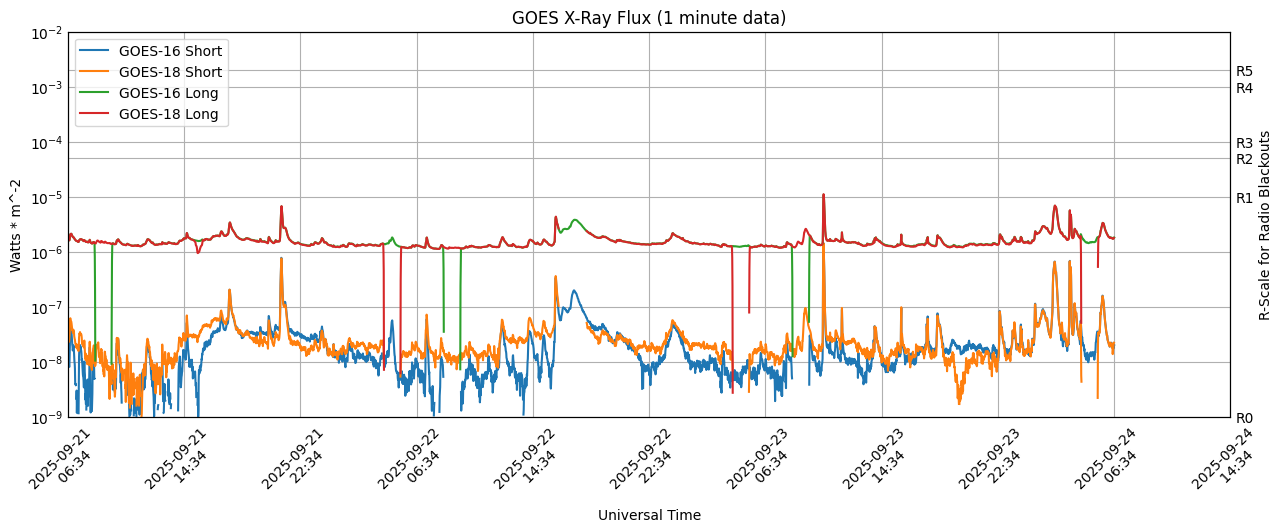 GOES X-Ray Flux (1 minute data)
GOES-16 Short
GOES-18 Short
GOES-16 Long
GOES-18 Long
Watts * m^-2
10^-2
10^-3
10^-4
10^-5
10^-6
10^-7
10^-8
10^-9
R5
R4
R3
R2
R1
R0
R-Scale for Radio Blackouts
2025-09-21
06:34
2025-09-21
14:34
2025-09-21
22:34
2025-09-22
06:34
2025-09-22
14:34
2025-09-22
22:34
2025-09-23
06:34
2025-09-23
14:34
2025-09-23
22:34
2025-09-24
06:34
2025-09-24
14:34
Universal Time